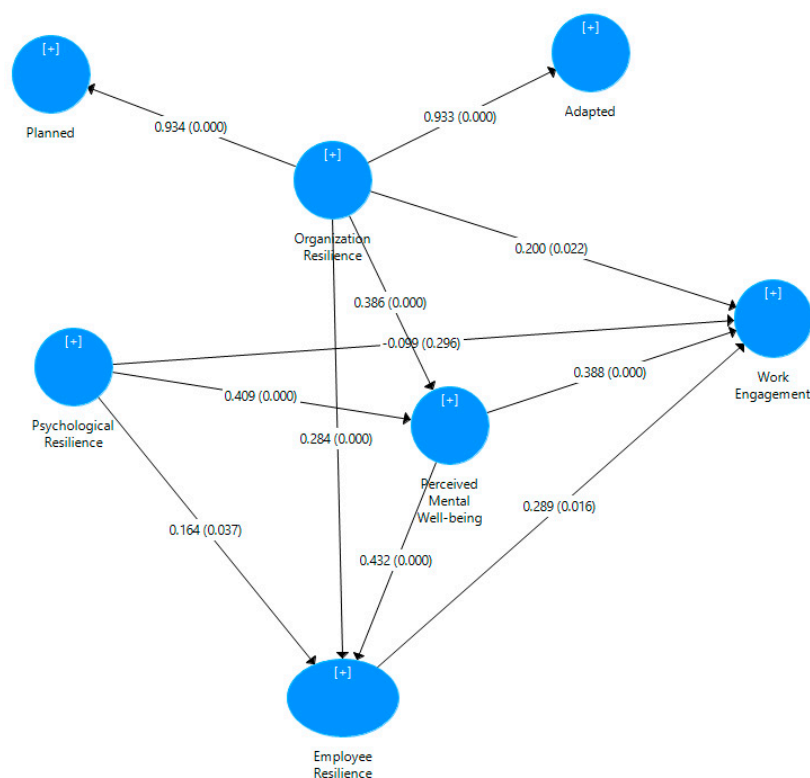 [+]
[+]
Adapted
Planned
0.934 (0.000)
0.933 (0.000)
[+]
Organization
Resilience
0.200 (0.022)
[+]
0.386 (0.000)
[+]
-0.099 (0.296)
Work
Engagement
0.388 (0.000)
0.409 (0.000)
[+]
Psychological
Resilience
0.284 (0.000)
Perceived
Mental
Well-being
0.289 (0.016)
0.164 (0.037)
0.432 (0.000)
[+]
Employee
Resilience